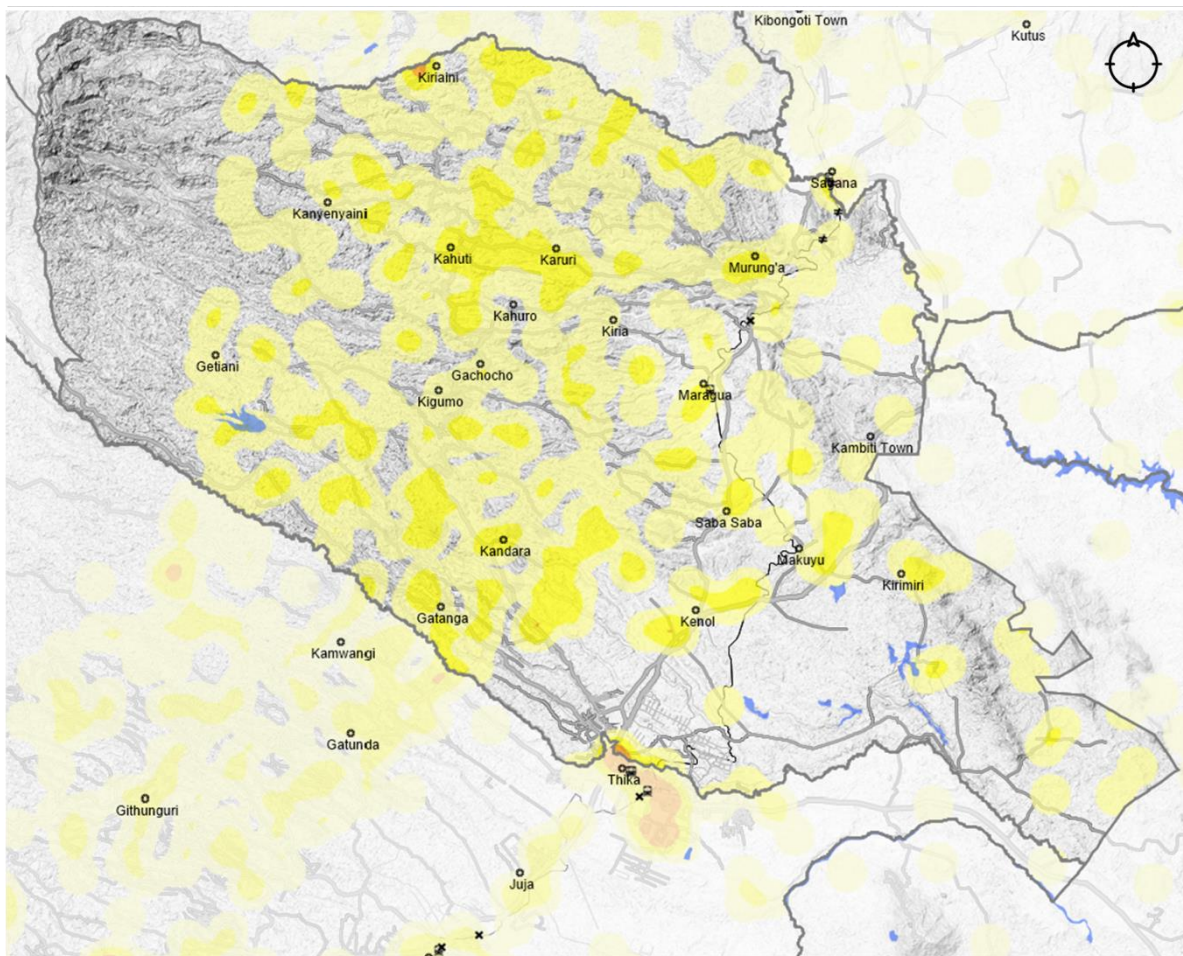 Kibongoti Town
Kutus
Kiriaini
Sagana
Kanyenyaini
Kahuti
Karuri
Murung'a
Kahuro
Kiria
Getiani
Gachocho
Kigumo
Maragua
Kambiti Town
Saba Saba
Kandara
Makuyu
Kirimiri
Gatanga
Kenol
Kamwangi
Gatunda
Thika
Githunguri
Juja